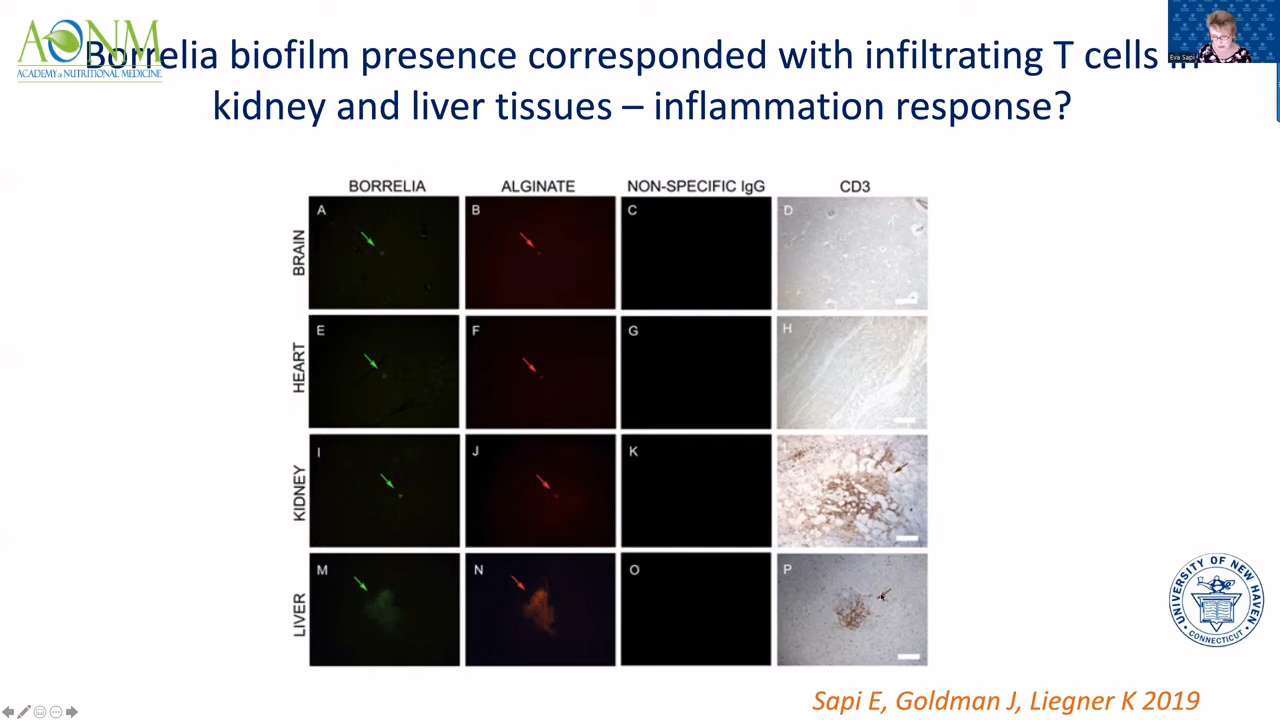 AONM
ACADEMY of NUTRITIONAL MEDICINE
Borrelia biofilm presence corresponded with infiltrating T cells in
kidney and liver tissues – inflammation response?
Eva Sapi
BORRELIA ALGINATE NON-SPECIFIC IgG CD3
BRAIN
A B C D
HEART
E F G H
KIDNEY
I J K
LIVER
M N O P
UNIVERSITY OF NEW HAVEN
CONNECTICUT
Sapi E, Goldman J, Liegner K 2019